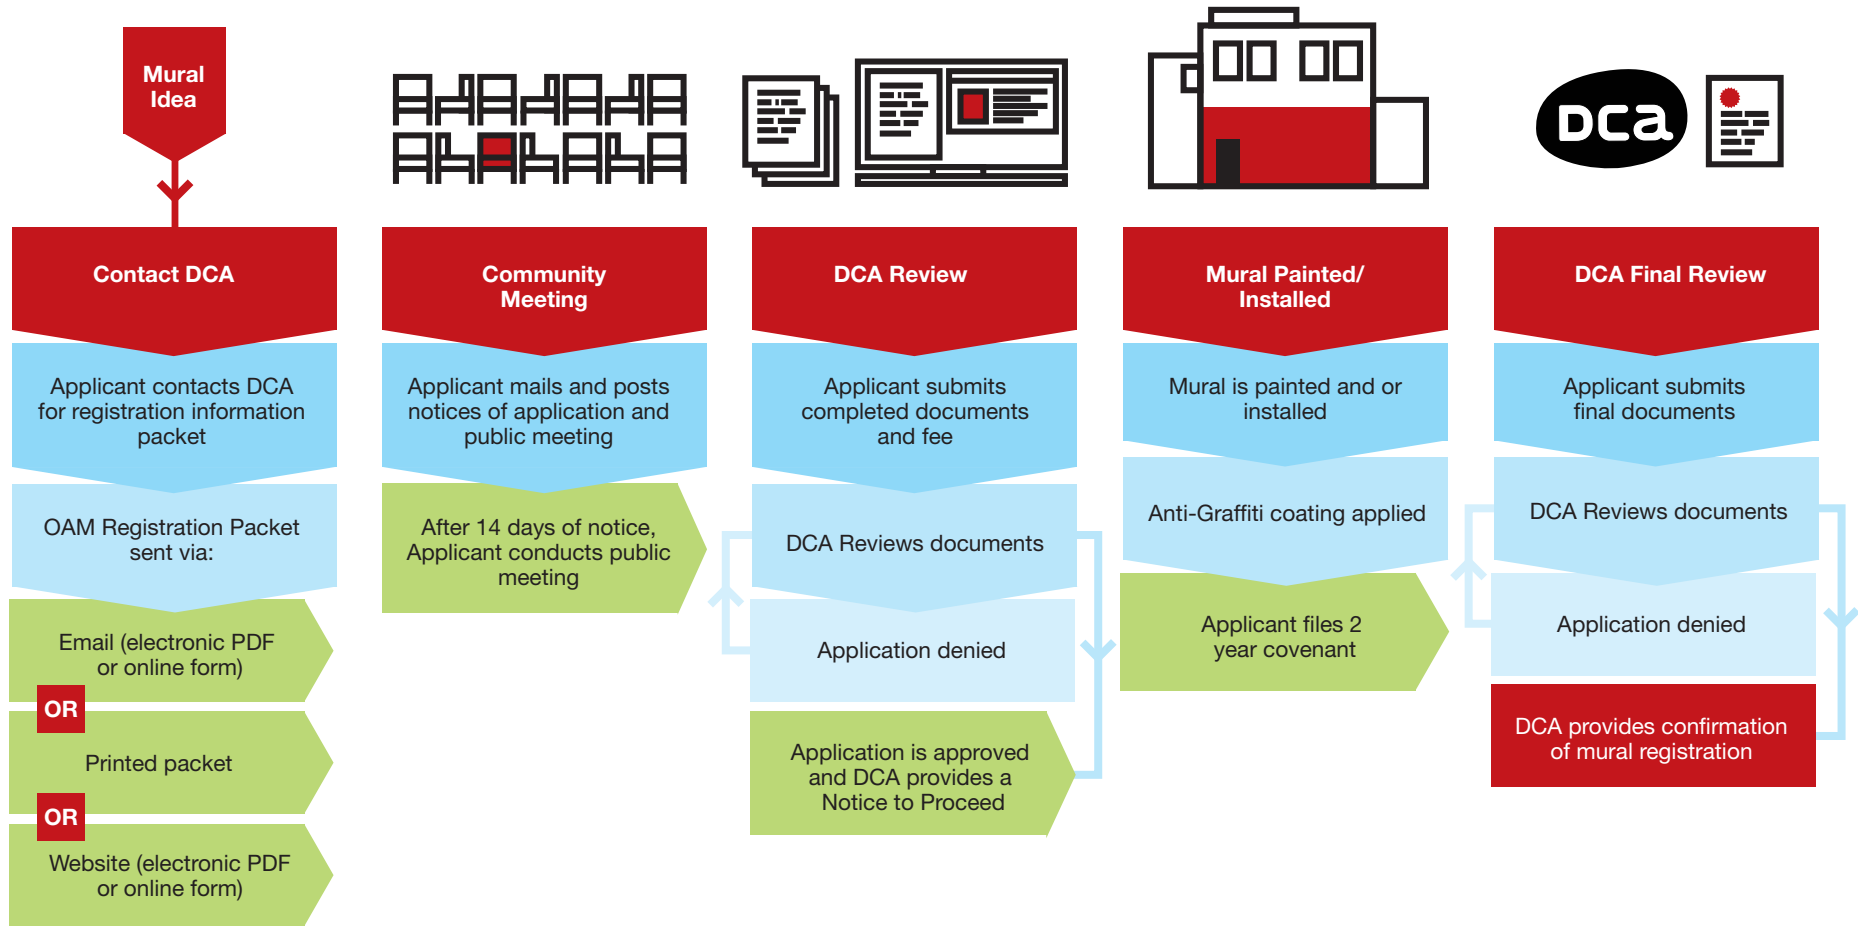 Mural
Idea
Contact DCA
Applicant contacts DCA
for registration information
packet
OAM Registration Packet
sent via:
Email (electronic PDF
or online form)
OR
Printed packet
OR
Website (electronic PDF
or online form)
Community
Meeting
Applicant mails and posts
notices of application and
public meeting
After 14 days of notice,
Applicant conducts public
meeting
DCA Review
Applicant submits
completed documents
and fee
DCA Reviews documents
Application denied
Application is approved
and DCA provides a
Notice to Proceed
Mural Painted/
Installed
Mural is painted and or
installed
Anti-Graffiti coating applied
Applicant files 2
year covenant
DCa
DCA Final Review
Applicant submits
final documents
DCA Reviews documents
Application denied
DCA provides confirmation
of mural registration